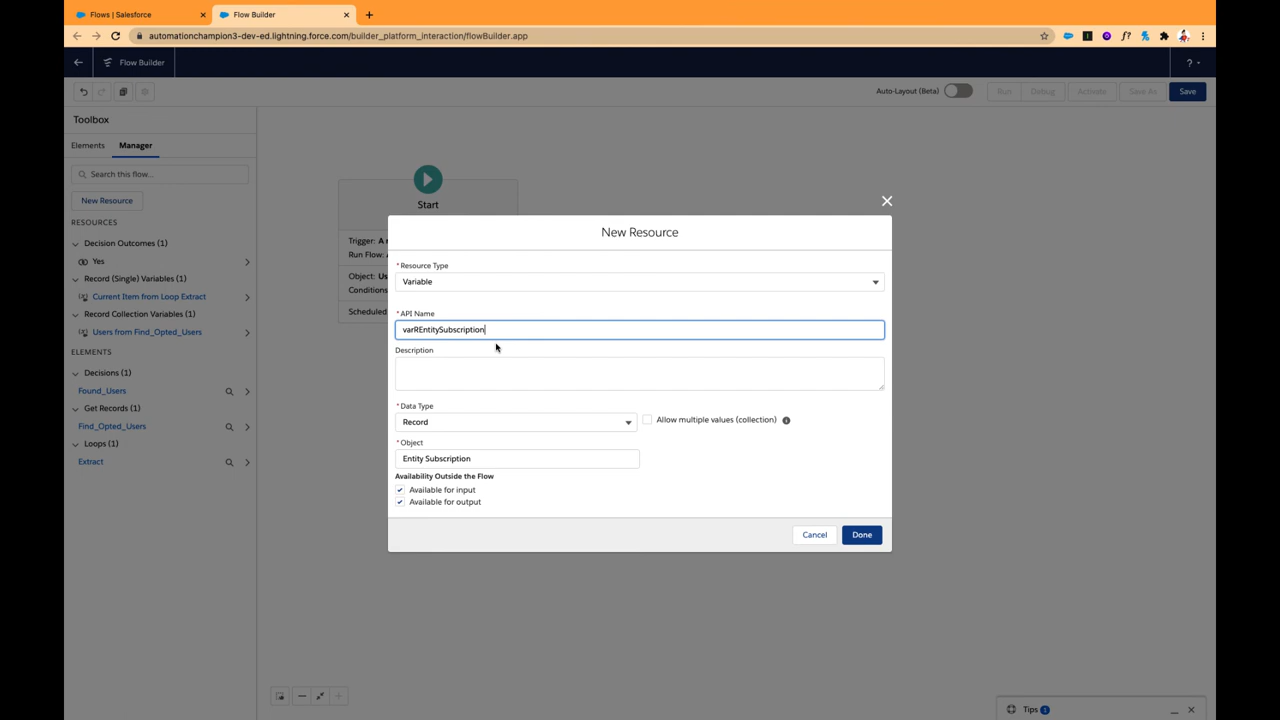 Flows | Salesforce
Flow Builder
automationchampion3-dev-ed.lightning.force.com/builder_platform_interaction/flowBuilder.app
Flow Builder
?
Auto-Layout (Beta)
Run
Debug
Activate
Save As
Save
Toolbox
Elements
Manager
Search this flow...
New Resource
RESOURCES
Decision Outcomes (1)
Yes
Record (Single) Variables (1)
Current Item from Loop Extract
Record Collection Variables (1)
Users from Find_Opted_Users
ELEMENTS
Decisions (1)
Found_Users
Get Records (1)
Find_Opted_Users
Loops (1)
Extract
Start
Trigger: A
Run Flow:
Object: Us
Conditions
Scheduled
New Resource
* Resource Type
Variable
* API Name
varREntitySubscription
Description
* Data Type
Record
Allow multiple values (collection)
* Object
Entity Subscription
Availability Outside the Flow
Available for input
Available for output
Cancel
Done
Tips 1